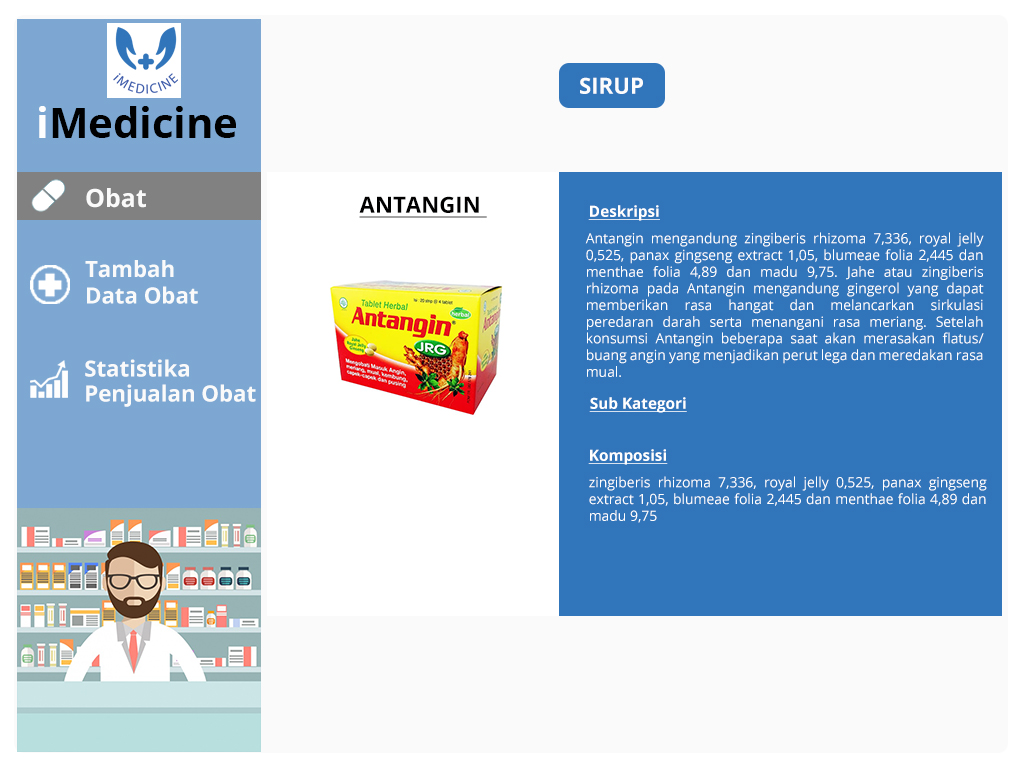 iMEDICINE
iMedicine
Obat
Tambah
Data Obat
Statistika
Penjualan Obat
SIRUP
ANTANGIN
Tablet Herbal
Isi : 20 strip @ 4 tablet
herbal
Antangin®
JRG
Mengobati Masuk Angin,
meriang, mual, kembung,
capek-capek dan pusing
Deskripsi
Antangin mengandung zingiberis rhizoma 7,336, royal jelly
0,525, panax gingseng extract 1,05, blumeae folia 2,445 dan
menthae folia 4,89 dan madu 9,75. Jahe atau zingiberis
rhizoma pada Antangin mengandung gingerol yang dapat
memberikan rasa hangat dan melancarkan sirkulasi
peredaran darah serta menangani rasa meriang. Setelah
konsumsi Antangin beberapa saat akan merasakan flatus/
buang angin yang menjadikan perut lega dan meredakan rasa
mual.
Sub Kategori
Komposisi
zingiberis rhizoma 7,336, royal jelly 0,525, panax gingseng
extract 1,05, blumeae folia 2,445 dan menthae folia 4,89 dan
madu 9,75